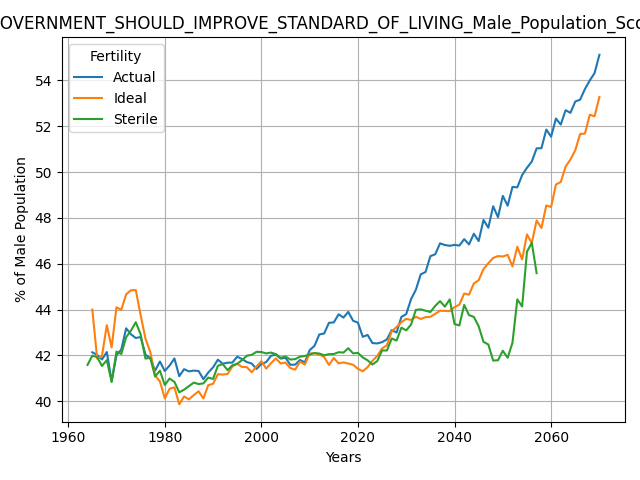 OVERNMENT_SHOULD_IMPROVE_STANDARD_OF_LIVING_Male_Population_Sco
Fertility
Actual
Ideal
Sterile
54
52
50
48
46
44
42
40
% of Male Population
1960 1980 2000 2020 2040 2060
Years